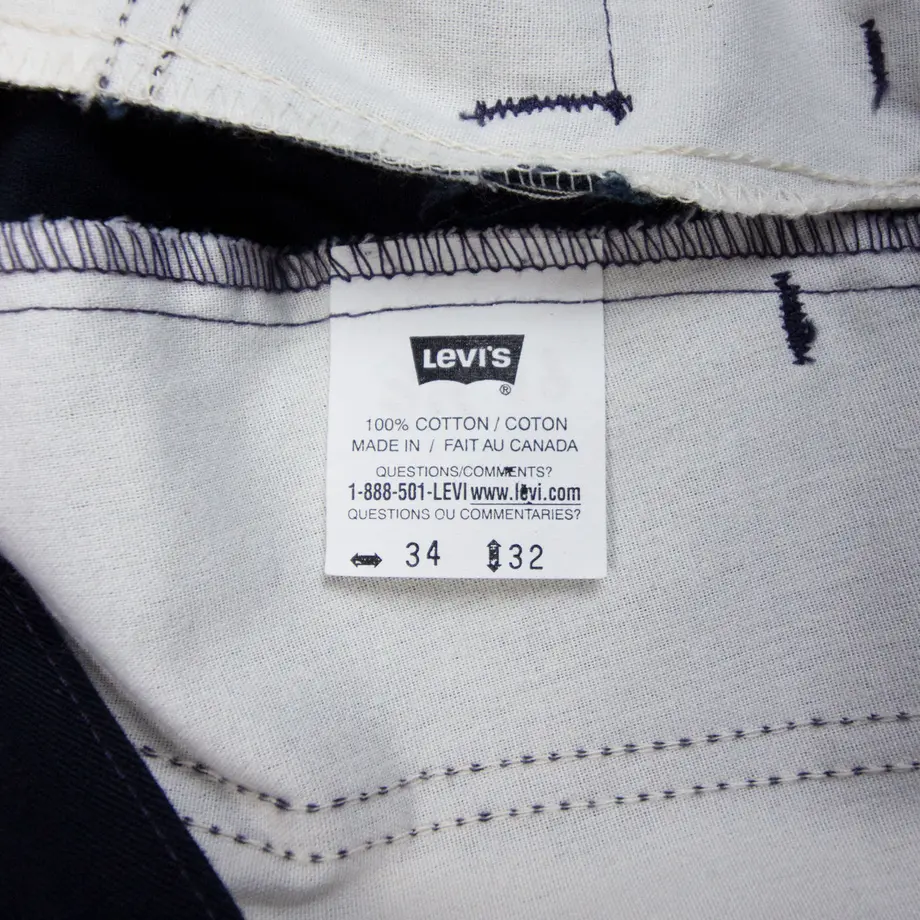 Levi's
®
100% COTTON / COTON
MADE IN / FAIT AU CANADA
QUESTIONS/COMMENTS?
1-888-501-LEVI www.levi.com
QUESTIONS OU COMMENTARIES?
34 32